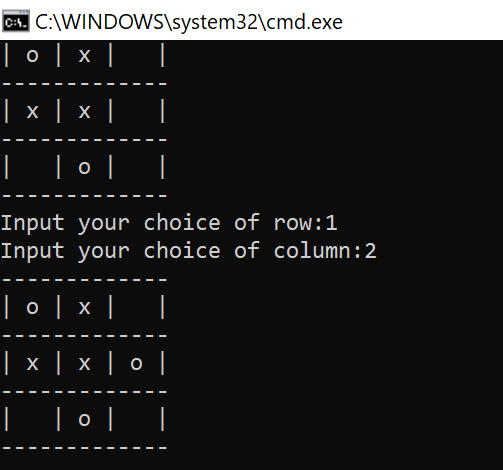 C:\WINDOWS\system32\cmd.exe
| o | x |   |
-------------
| x | x |   |
-------------
|   | o |   |
-------------
Input your choice of row:1
Input your choice of column:2
-------------
| o | x |   |
-------------
| x | x | o |
-------------
|   | o |   |
-------------